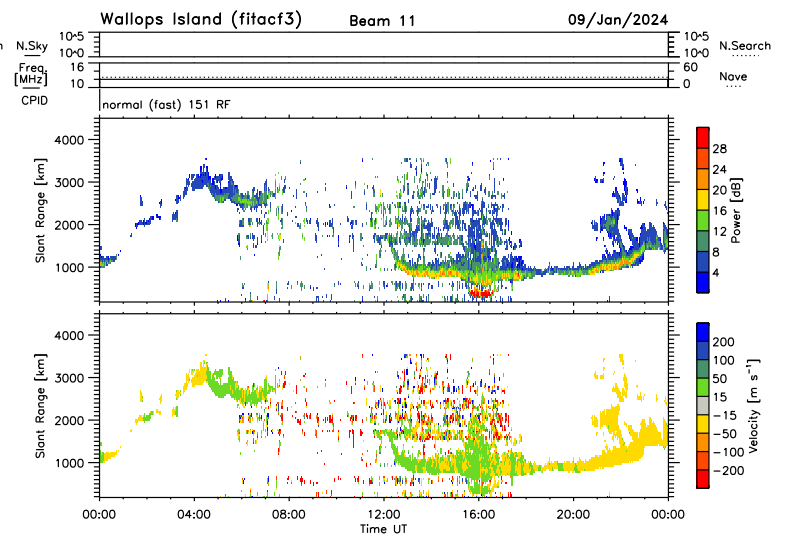 Wallops Island (fitacf3) Beam 11 09/Jan/2024
n N.Sky 10^5 10^0 10^5 10^0 N.Search
Freq. [MHz] 16 10 60 0 Nave
CPID normal (fast) 151 RF
Slant Range [km] 4000 3000 2000 1000
28 24 20 16 12 8 4 Power [dB]
Slant Range [km] 4000 3000 2000 1000
200 100 50 15 -15 -50 -100 -200 Velocity [m s⁻¹]
00:00 04:00 08:00 12:00 16:00 20:00 00:00
Time UT